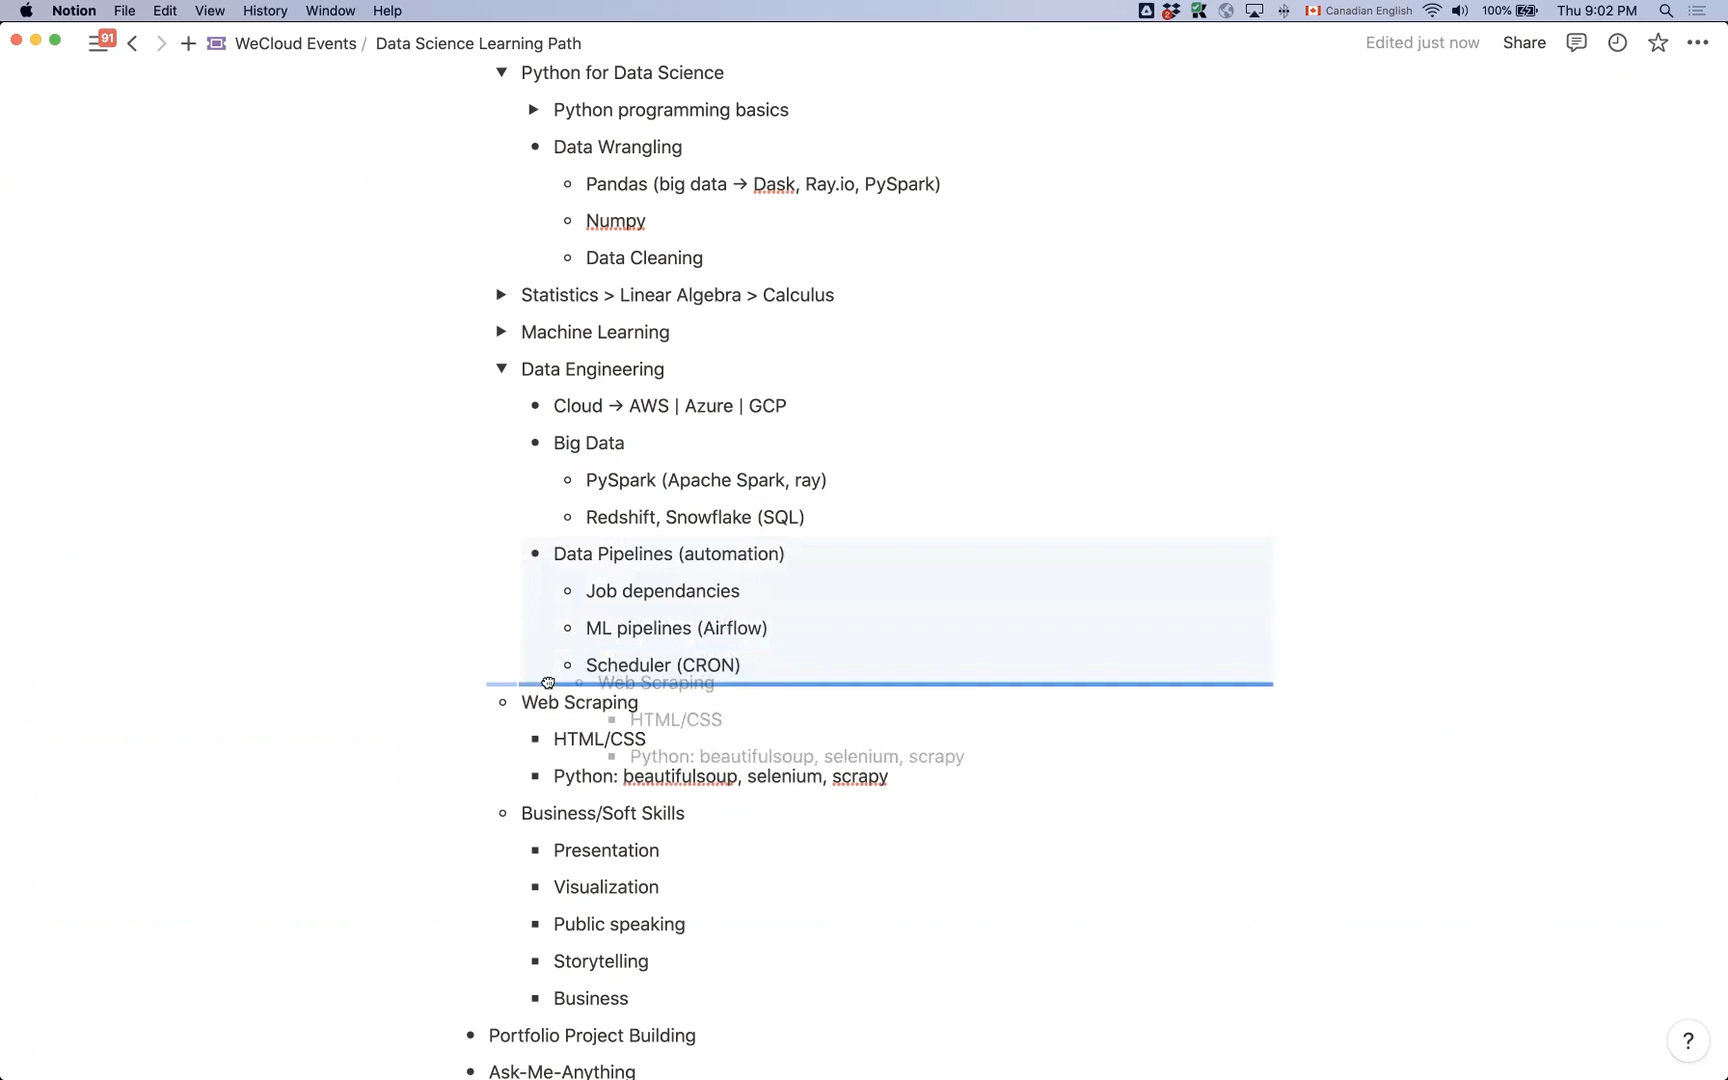 Notion File Edit View History Window Help
2
Canadian English 100% Thu 9:02 PM
91 WeCloud Events / Data Science Learning Path Edited just now Share
Python for Data Science
Python programming basics
Data Wrangling
Pandas (big data → Dask, Ray.io, PySpark)
Numpy
Data Cleaning
Statistics > Linear Algebra > Calculus
Machine Learning
Data Engineering
Cloud → AWS | Azure | GCP
Big Data
PySpark (Apache Spark, ray)
Redshift, Snowflake (SQL)
Data Pipelines (automation)
Job dependancies
ML pipelines (Airflow)
Scheduler (CRON)
Web Scraping
Web Scraping
HTML/CSS
HTML/CSS
Python: beautifulsoup, selenium, scrapy
Python: beautifulsoup, selenium, scrapy
Business/Soft Skills
Presentation
Visualization
Public speaking
Storytelling
Business
Portfolio Project Building
?
Ask-Me-Anything